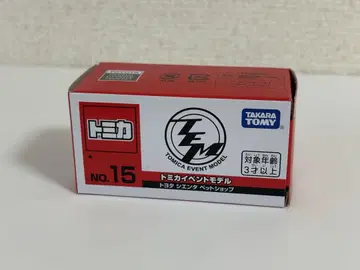 トミカ
TEM
TOMICA EVENT MODEL
TAKARA
TOMY
対象年齢
3才以上
NO.15
トミカイベントモデル
トヨタ シエンタ ペットショップ